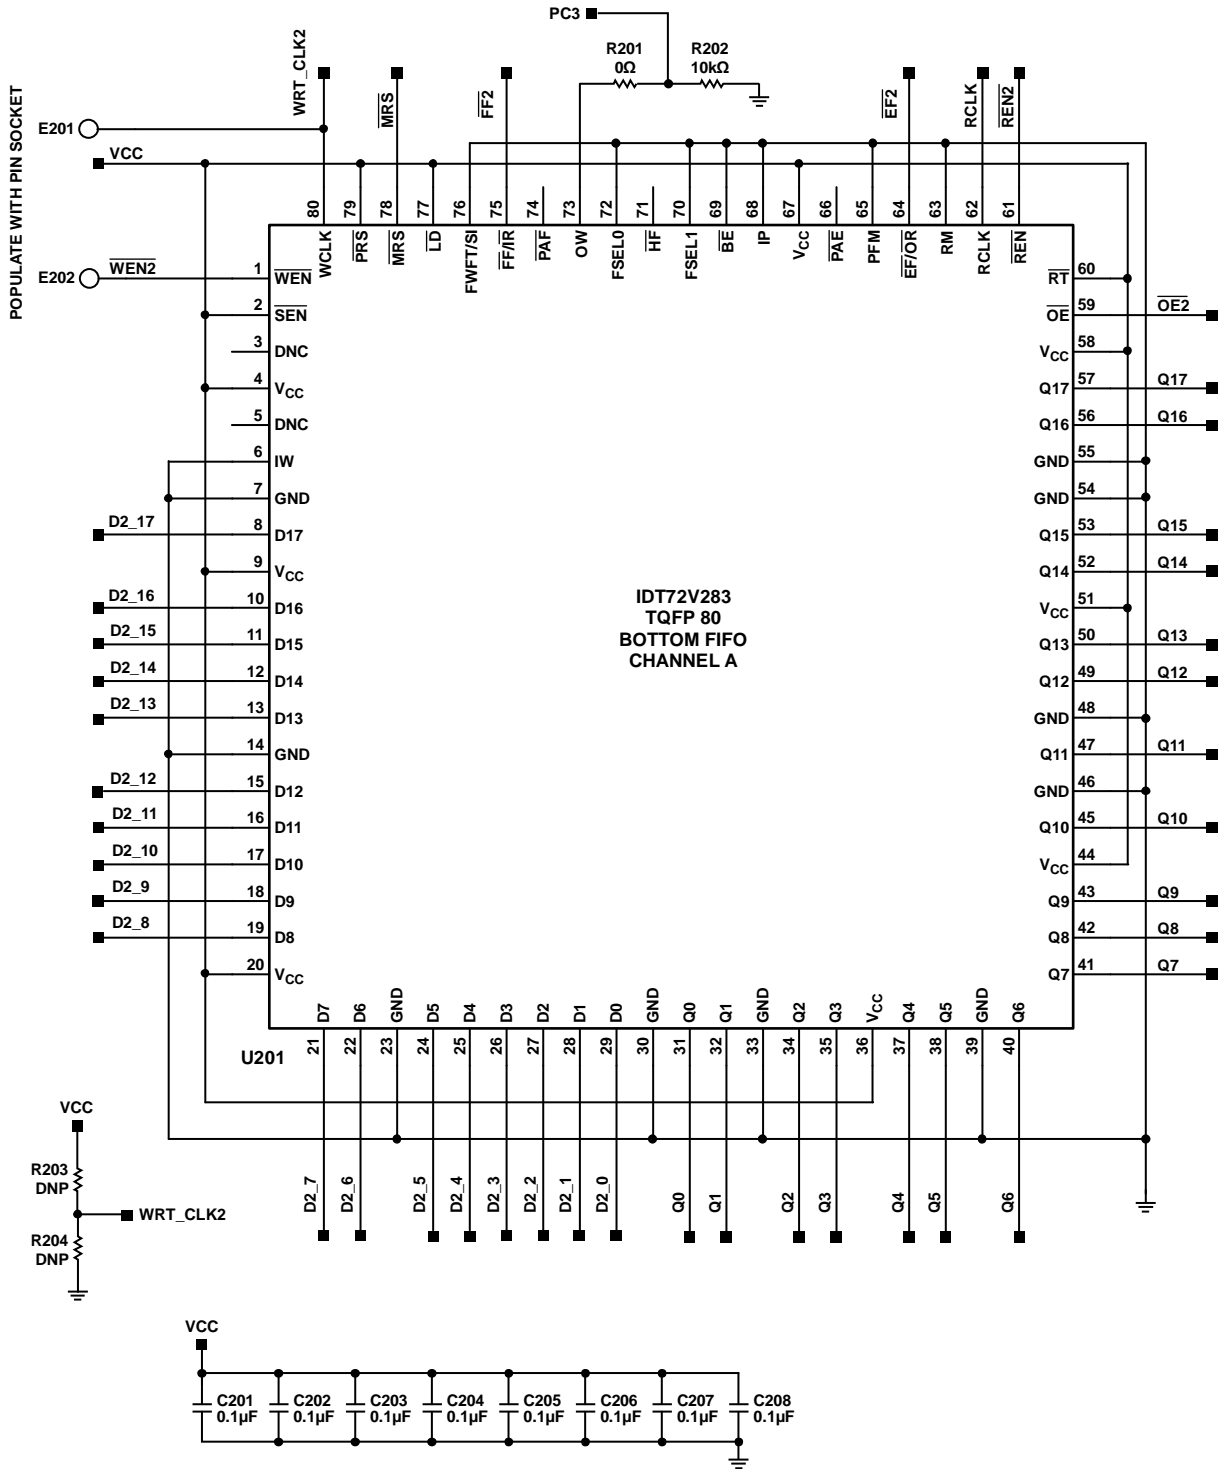 PC3
R201
0Ω
R202
10kΩ
WRT_CLK2
MRS
FF2
EF2
RCLK
REN2
POPULATE WITH PIN SOCKET
E201
VCC
E202
WEN2
80
79
78
77
76
75
74
73
72
71
70
69
68
67
66
65
64
63
62
61
WCLK
PRS
MRS
LD
FWFT/SI
FF/IR
PAF
OW
FSEL0
HF
FSEL1
BE
IP
VCC
PAE
PFM
EF/OR
RM
RCLK
REN
1 WEN
2 SEN
3 DNC
4 VCC
5 DNC
6 IW
7 GND
D2_17 8 D17
9 VCC
D2_16 10 D16
D2_15 11 D15
D2_14 12 D14
D2_13 13 D13
14 GND
D2_12 15 D12
D2_11 16 D11
D2_10 17 D10
D2_9 18 D9
D2_8 19 D8
20 VCC
IDT72V283
TQFP 80
BOTTOM FIFO
CHANNEL A
RT 60
OE 59 OE2
VCC 58
Q17 57 Q17
Q16 56 Q16
GND 55
GND 54
Q15 53 Q15
Q14 52 Q14
VCC 51
Q13 50 Q13
Q12 49 Q12
GND 48
Q11 47 Q11
GND 46
Q10 45 Q10
VCC 44
Q9 43 Q9
Q8 42 Q8
Q7 41 Q7
D7
D6
GND
D5
D4
D3
D2
D1
D0
GND
Q0
Q1
GND
Q2
Q3
VCC
Q4
Q5
GND
Q6
U201
21
22
23
24
25
26
27
28
29
30
31
32
33
34
35
36
37
38
39
40
D2_7
D2_6
D2_5
D2_4
D2_3
D2_2
D2_1
D2_0
Q0
Q1
Q2
Q3
Q4
Q5
Q6
VCC
R203
DNP
WRT_CLK2
R204
DNP
VCC
C201
0.1µF
C202
0.1µF
C203
0.1µF
C204
0.1µF
C205
0.1µF
C206
0.1µF
C207
0.1µF
C208
0.1µF